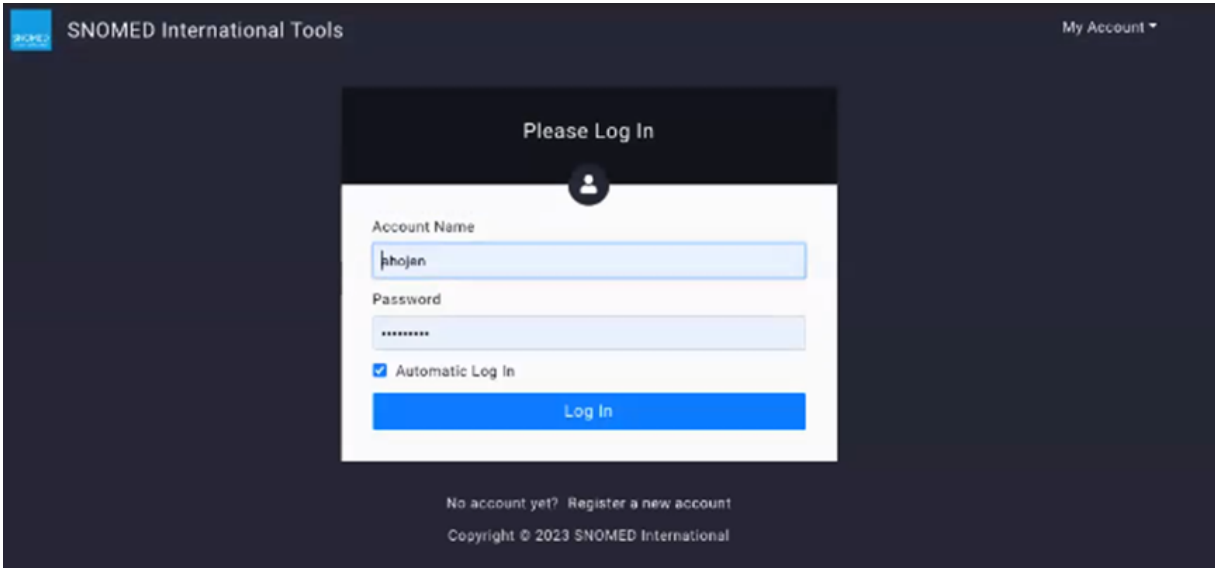 SNOMED
SNOMED International Tools
My Account
Please Log In
Account Name
ahojen
Password
•••••••••
Automatic Log In
Log In
No account yet? Register a new account
Copyright © 2023 SNOMED International